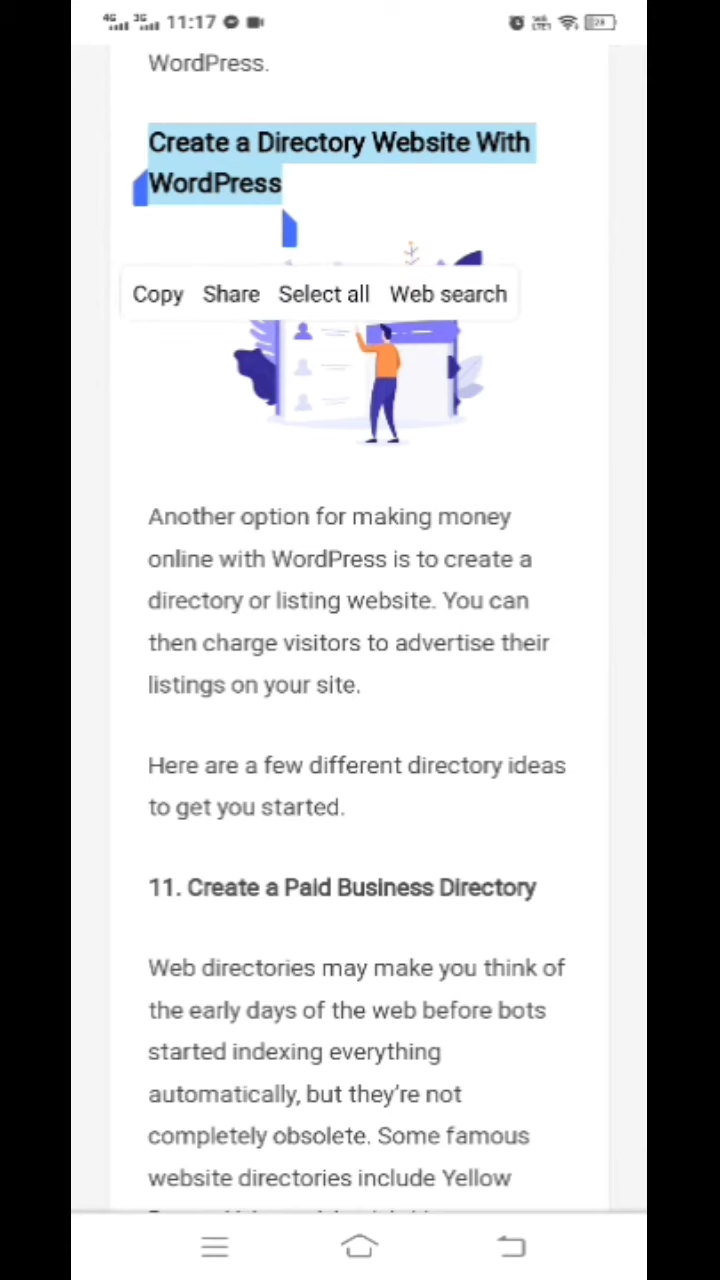 4G 3G 11:17 28
WordPress.
Create a Directory Website With
WordPress
Copy Share Select all Web search
Another option for making money
online with WordPress is to create a
directory or listing website. You can
then charge visitors to advertise their
listings on your site.
Here are a few different directory ideas
to get you started.
11. Create a Paid Business Directory
Web directories may make you think of
the early days of the web before bots
started indexing everything
automatically, but they're not
completely obsolete. Some famous
website directories include Yellow